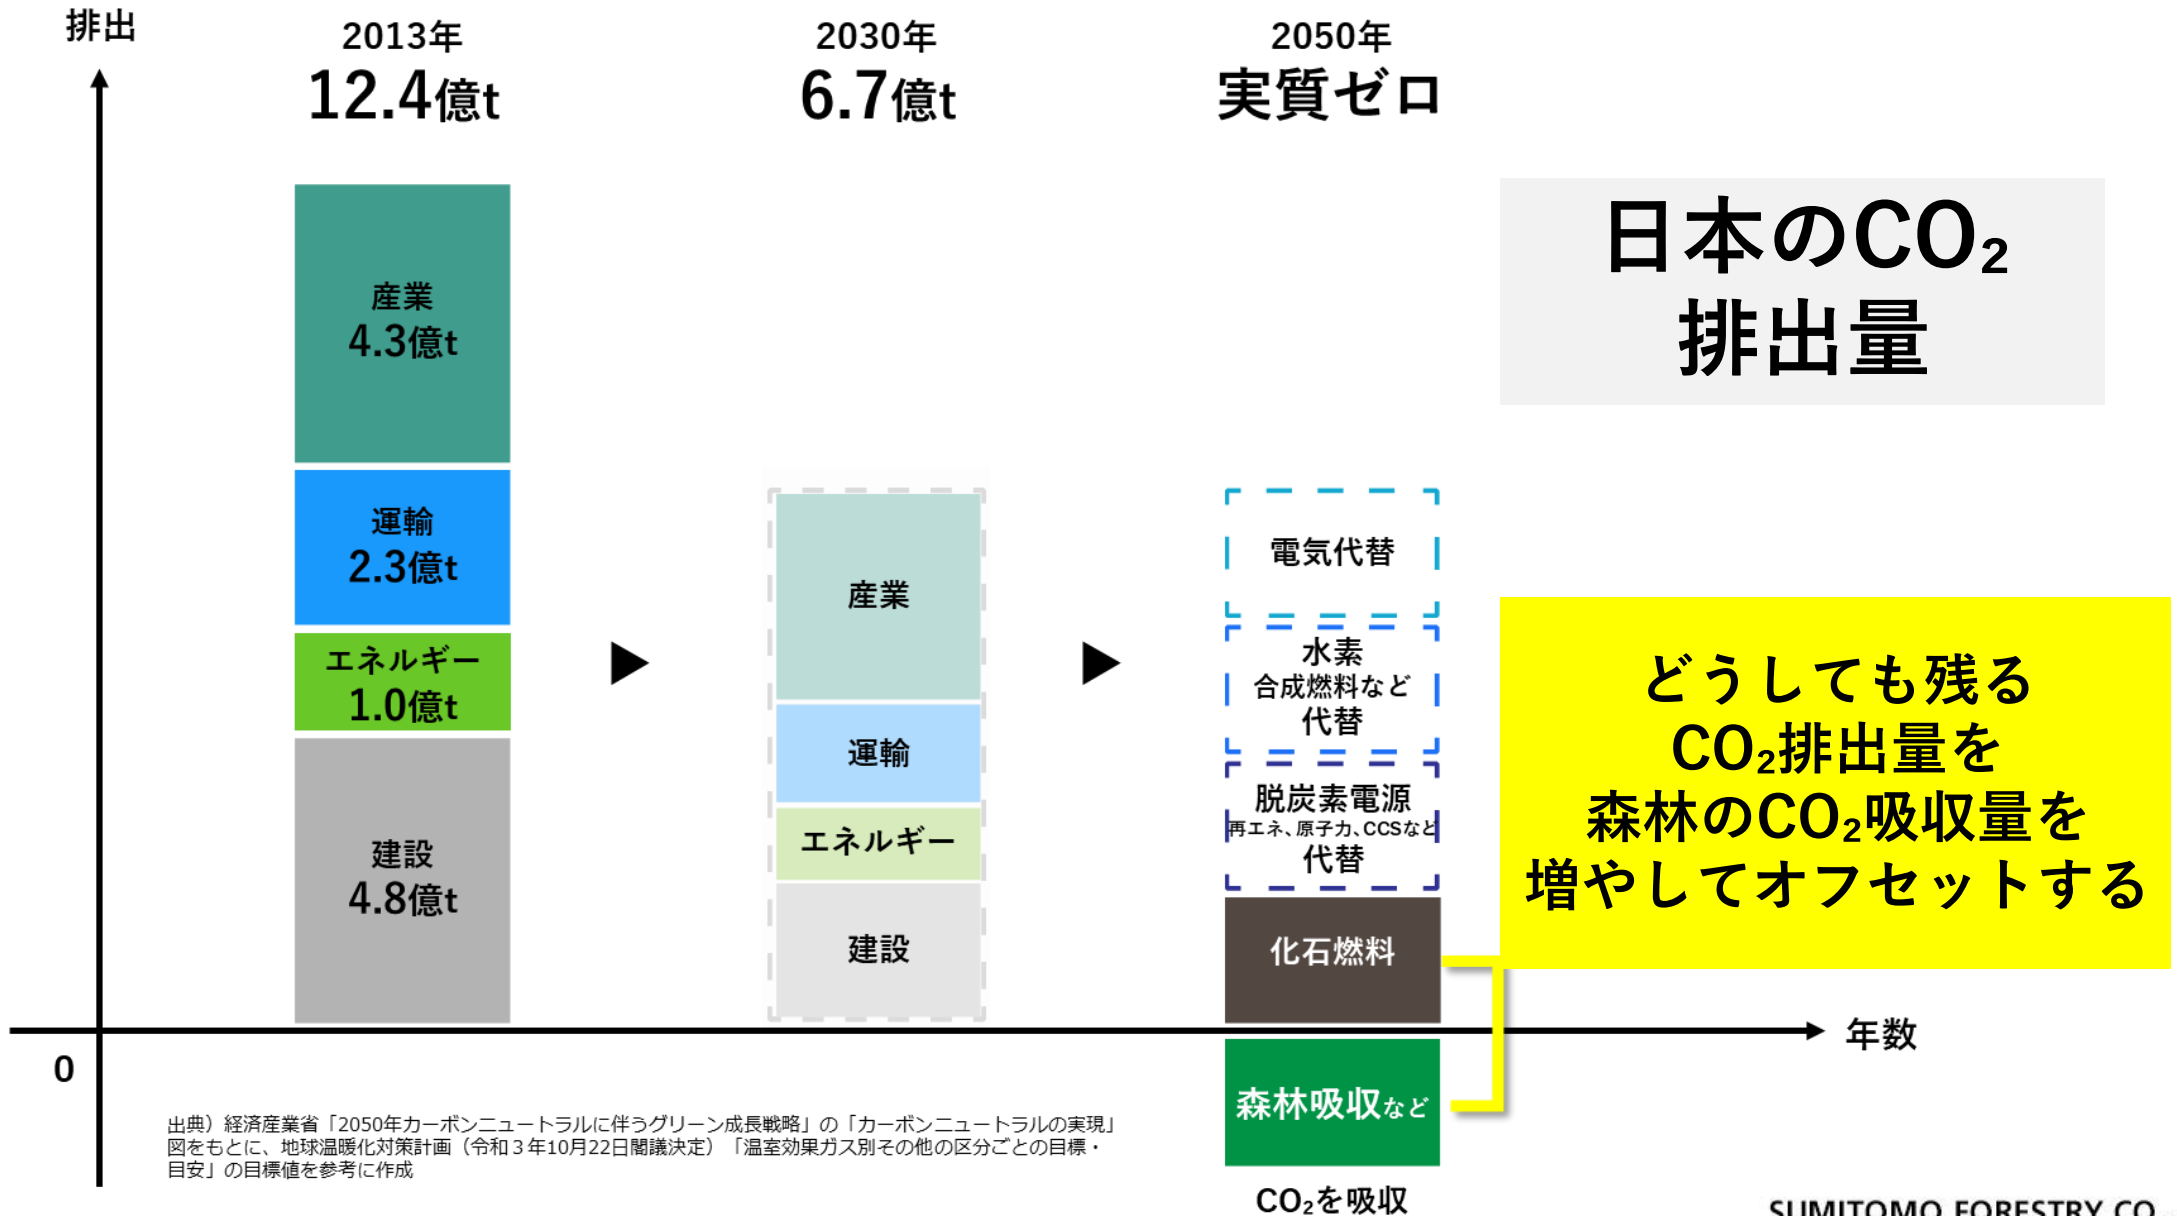 排出
2013年
12.4億t
2030年
6.7億t
2050年
実質ゼロ
日本のCO₂
排出量
産業
4.3億t
運輸
2.3億t
エネルギー
1.0億t
建設
4.8億t
産業
運輸
エネルギー
建設
電気代替
水素
合成燃料など
代替
脱炭素電源
再エネ、原子力、CCSなど
代替
化石燃料
森林吸収など
CO₂を吸収
どうしても残る
CO₂排出量を
森林のCO₂吸収量を
増やしてオフセットする
年数
0
出典）経済産業省「2050年カーボンニュートラルに伴うグリーン成長戦略」の「カーボンニュートラルの実現」
図をもとに、地球温暖化対策計画（令和３年10月22日閣議決定）「温室効果ガス別その他の区分ごとの目標・
目安」の目標値を参考に作成
SUMITOMO FORESTRY CO